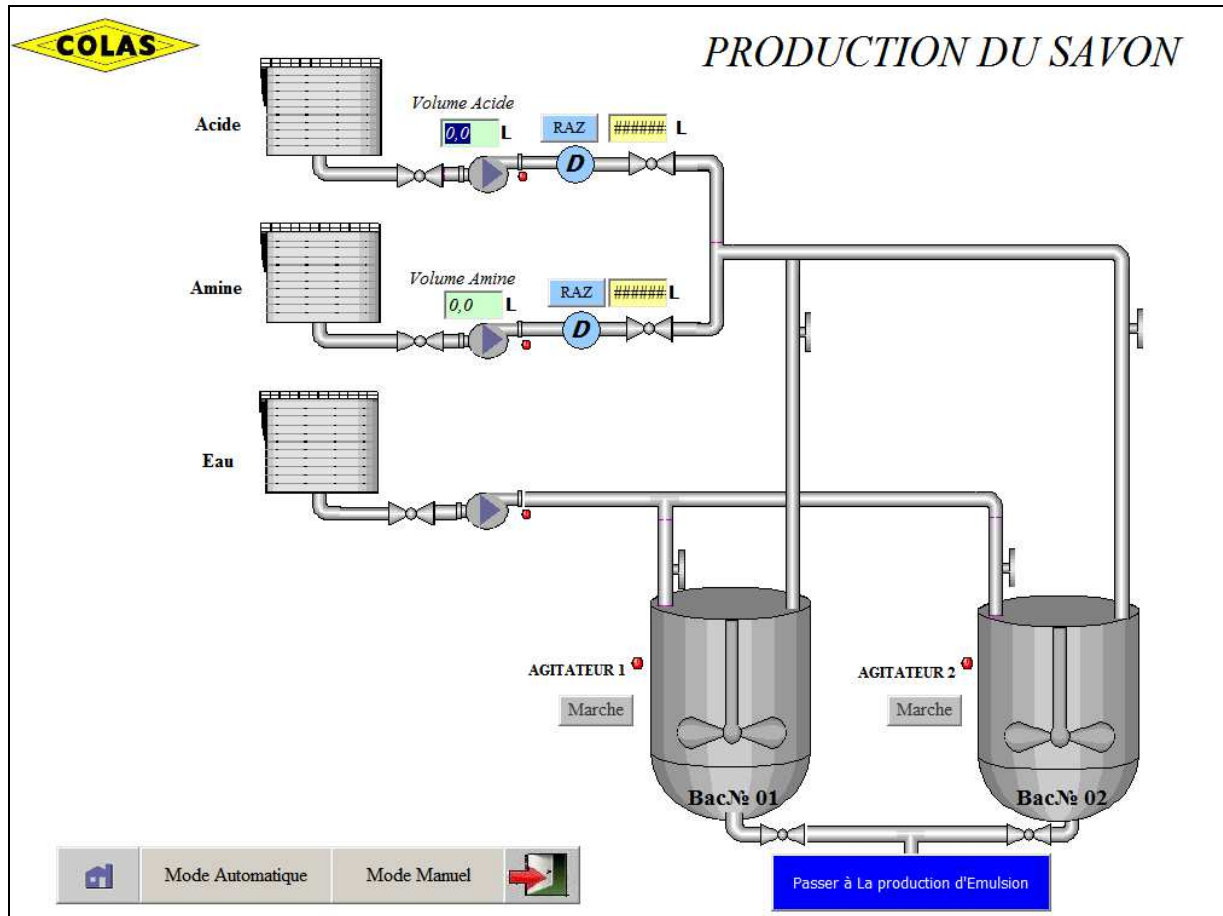 COLAS
PRODUCTION DU SAVON
Volume Acide
Acide
0,0 L
RAZ
###### L
D
Volume Amine
Amine
0,0 L
RAZ
###### L
D
Eau
AGITATEUR 1
Marche
AGITATEUR 2
Marche
Bac№ 01
Bac№ 02
Mode Automatique
Mode Manuel
Passer à La production d'Emulsion